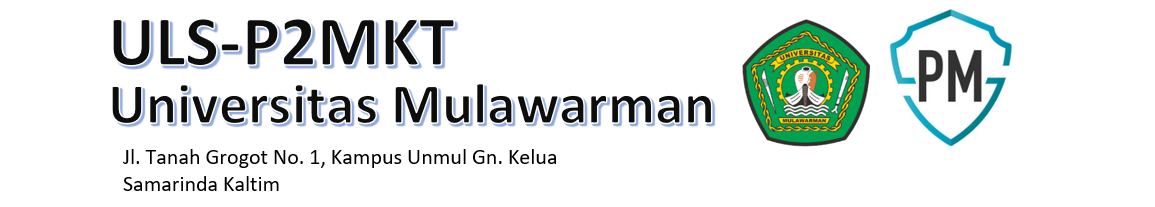 ULS-P2MKT
Universitas Mulawarman
Jl. Tanah Grogot No. 1, Kampus Unmul Gn. Kelua
Samarinda Kaltim
UNIVERSITAS
MULAWARMAN
PM